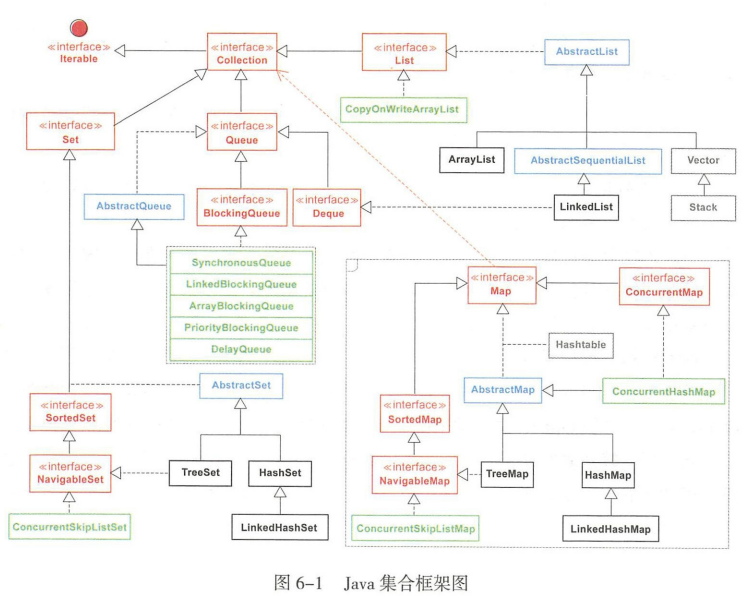 «interface»
Iterable
«interface»
Collection
«interface»
List
AbstractList
CopyOnWriteArrayList
«interface»
Set
«interface»
Queue
ArrayList
AbstractSequentialList
Vector
AbstractQueue
«interface»
BlockingQueue
«interface»
Deque
LinkedList
Stack
SynchronousQueue
LinkedBlockingQueue
ArrayBlockingQueue
PriorityBlockingQueue
DelayQueue
«interface»
Map
«interface»
ConcurrentMap
Hashtable
AbstractSet
AbstractMap
ConcurrentHashMap
«interface»
SortedSet
«interface»
SortedMap
«interface»
NavigableSet
TreeSet
HashSet
«interface»
NavigableMap
TreeMap
HashMap
ConcurrentSkipListSet
LinkedHashSet
ConcurrentSkipListMap
LinkedHashMap
图 6-1 Java 集合框架图